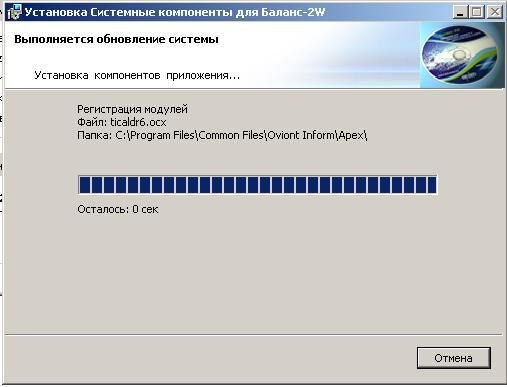 Установка Системные компоненты для Баланс-2W
Выполняется обновление системы
Установка компонентов приложения...
Регистрация модулей
Файл: ticaldr6.ocx
Папка: C:\Program Files\Common Files\Oviont Inform\Apex\
Осталось: 0 сек
Отмена